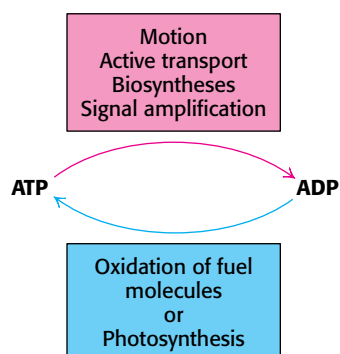 Motion
Active transport
Biosyntheses
Signal amplification
ATP
ADP
Oxidation of fuel
molecules
or
Photosynthesis